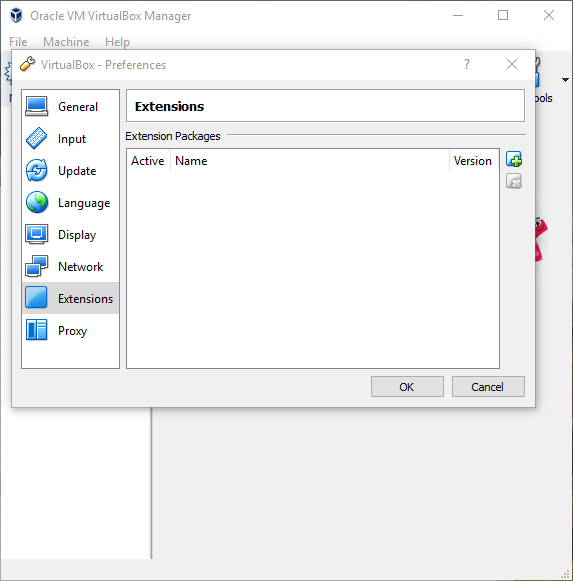 Oracle VM VirtualBox Manager
File Machine Help
VirtualBox - Preferences ?
General
Input
Update
Language
Display
Network
Extensions
Proxy
Extensions
Extension Packages
Active Name Version
OK Cancel